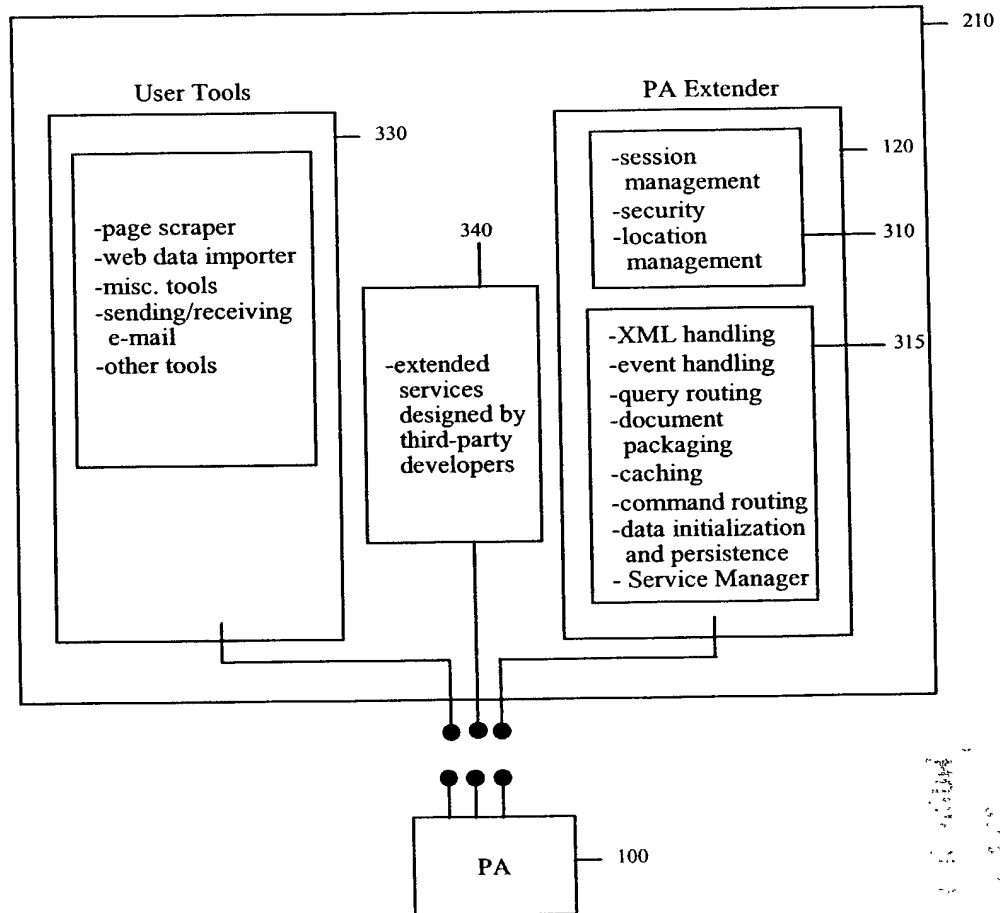 210
User Tools
330
-page scraper
-web data importer
-misc. tools
-sending/receiving
e-mail
-other tools
340
-extended
services
designed by
third-party
developers
PA Extender
120
-session
management
-security
-location
management
310
-XML handling
-event handling
-query routing
-document
packaging
-caching
-command routing
-data initialization
and persistence
- Service Manager
315
PA
100